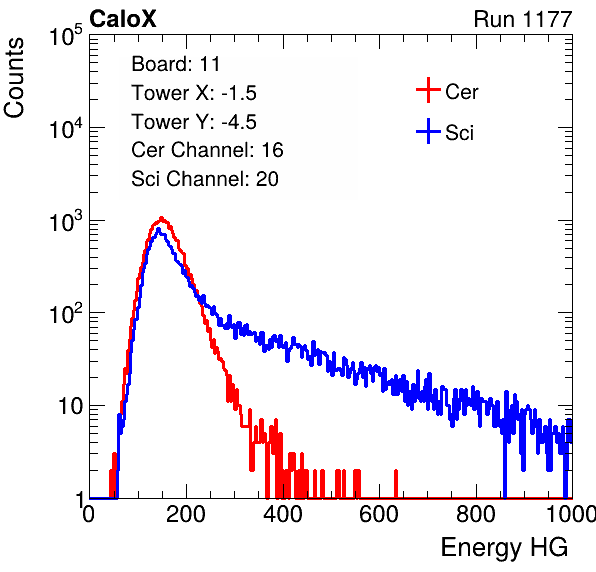 CaloX Run 1177
Counts
10^5
10^4
10^3
10^2
10
1
Board: 11
Tower X: -1.5
Tower Y: -4.5
Cer Channel: 16
Sci Channel: 20
Cer
Sci
0 200 400 600 800 1000
Energy HG